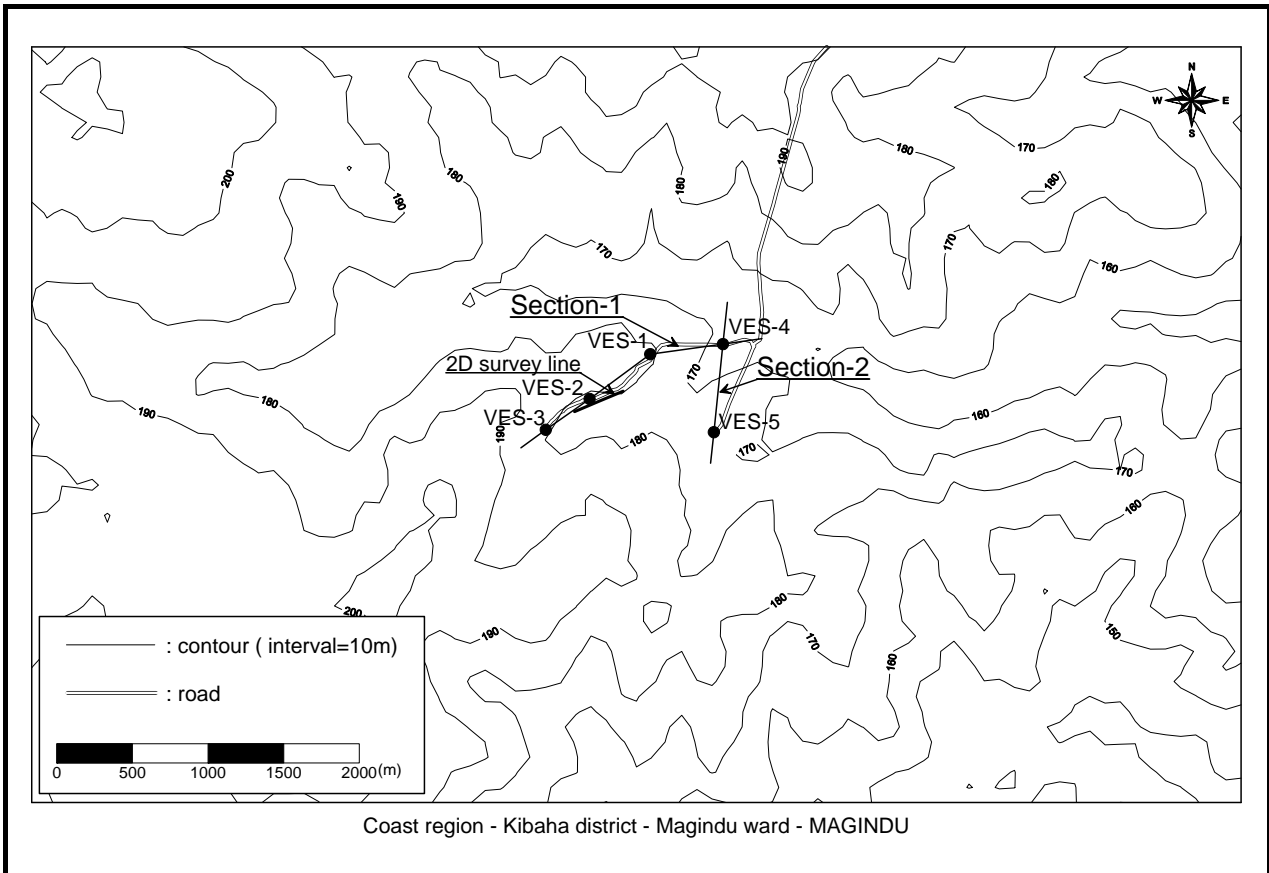 N
W E
S
200
180
190
180
190
180
170
180
170
160
170
Section-1
VES-4
VES-1
2D survey line
170
Section-2
VES-2
VES-3
VES-5
190
180
190
180
170
160
170
160
200
190
180
170
160
150
: contour ( interval=10m)
: road
0 500 1000 1500 2000(m)
Coast region - Kibaha district - Magindu ward - MAGINDU